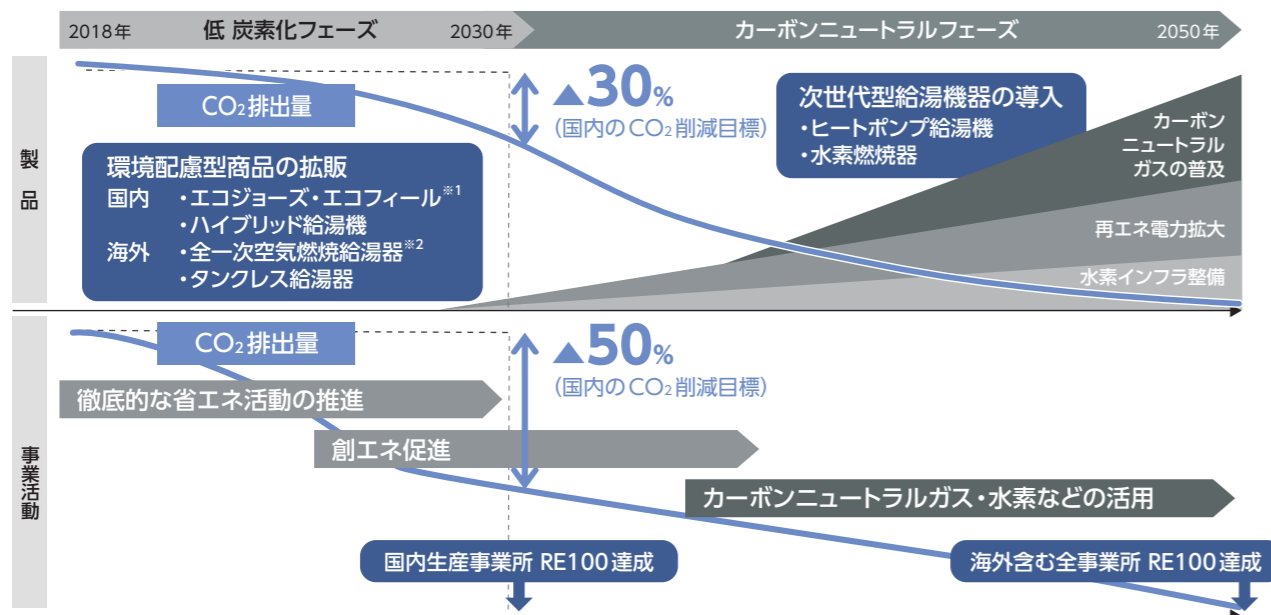 2018年 低 炭素化フェーズ 2030年 カーボンニュートラルフェーズ 2050年
製品
CO₂排出量
▲30%
(国内のCO₂削減目標)
環境配慮型商品の拡販
国内 ・エコジョーズ・エコフィール※1
・ハイブリッド給湯機
海外 ・全一次空気燃焼給湯器※2
・タンクレス給湯器
次世代型給湯機器の導入
・ヒートポンプ給湯機
・水素燃焼器
カーボン
ニュートラル
ガスの普及
再エネ電力拡大
水素インフラ整備
事業活動
CO₂排出量
▲50%
(国内のCO₂削減目標)
徹底的な省エネ活動の推進
創エネ促進
カーボンニュートラルガス・水素などの活用
国内生産事業所 RE100達成
海外含む全事業所 RE100達成